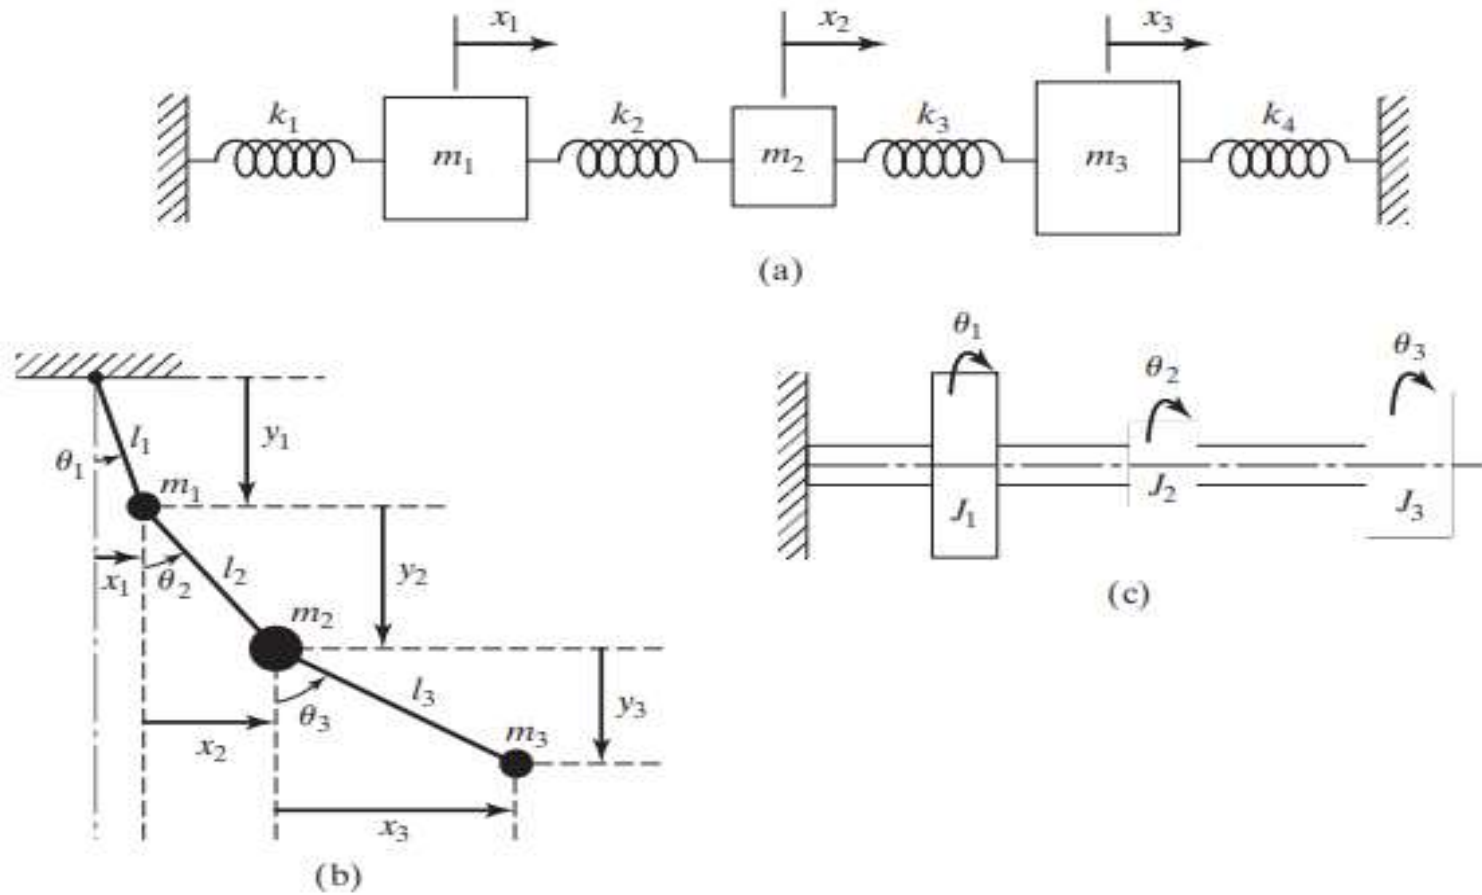 x₁ x₂ x₃
k₁ k₂ k₃ k₄
m₁ m₂ m₃
(a)
θ₁ l₁ y₁
m₁
x₁ θ₂ l₂ y₂
m₂
x₂ θ₃ l₃ y₃
m₃
x₃
(b)
θ₁ θ₂ θ₃
J₁ J₂ J₃
(c)